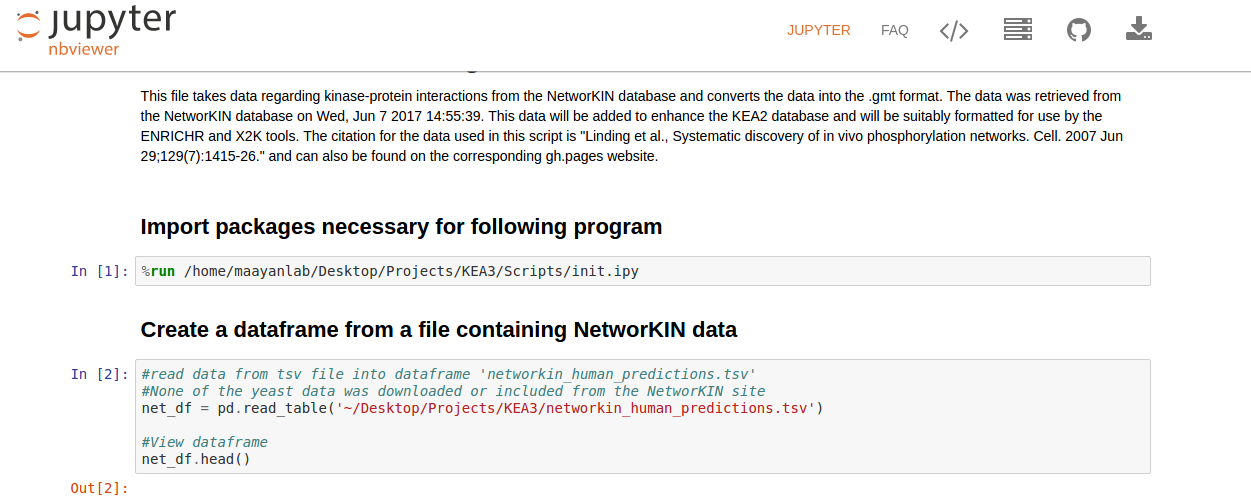 jupyter
nbviewer
JUPYTER FAQ </>
This file takes data regarding kinase-protein interactions from the NetworKIN database and converts the data into the .gmt format. The data was retrieved from
the NetworKIN database on Wed, Jun 7 2017 14:55:39. This data will be added to enhance the KEA2 database and will be suitably formatted for use by the
ENRICHR and X2K tools. The citation for the data used in this script is "Linding et al., Systematic discovery of in vivo phosphorylation networks. Cell. 2007 Jun
29;129(7):1415-26." and can also be found on the corresponding gh.pages website.
Import packages necessary for following program
In [1]: %run /home/maayanlab/Desktop/Projects/KEA3/Scripts/init.ipy
Create a dataframe from a file containing NetworKIN data
In [2]: #read data from tsv file into dataframe 'networkin_human_predictions.tsv'
#None of the yeast data was downloaded or included from the NetworKIN site
net_df = pd.read_table('~/Desktop/Projects/KEA3/networkin_human_predictions.tsv')
#View dataframe
net_df.head()
Out[2]: